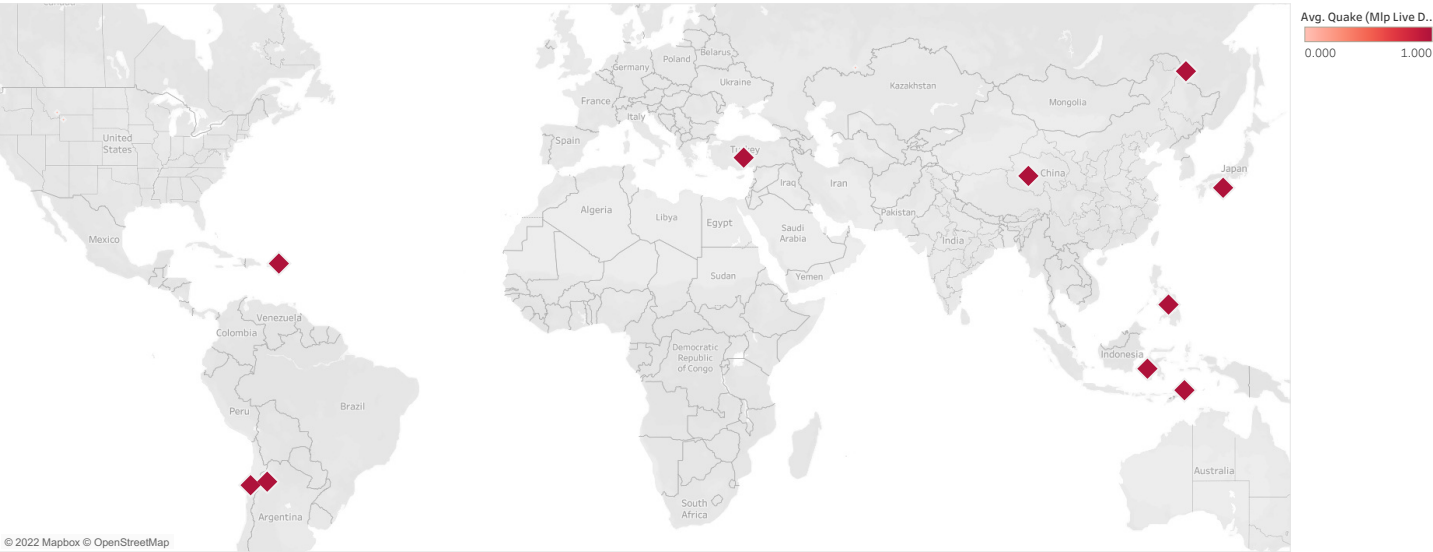 Avg. Quake (Mlp Live D..
0.000 1.000
Belarus
Poland
Germany
Ukraine
France
Italy
Spain
Kazakhstan
Mongolia
United
States
China
Japan
Iraq
Iran
Pakistan
India
Algeria
Libya
Egypt
Saudi
Arabia
Mexico
Sudan
Yemen
Venezuela
Colombia
Democratic
Republic
of Congo
Indonesia
Peru
Brazil
Australia
South
Africa
Argentina
© 2022 Mapbox © OpenStreetMap